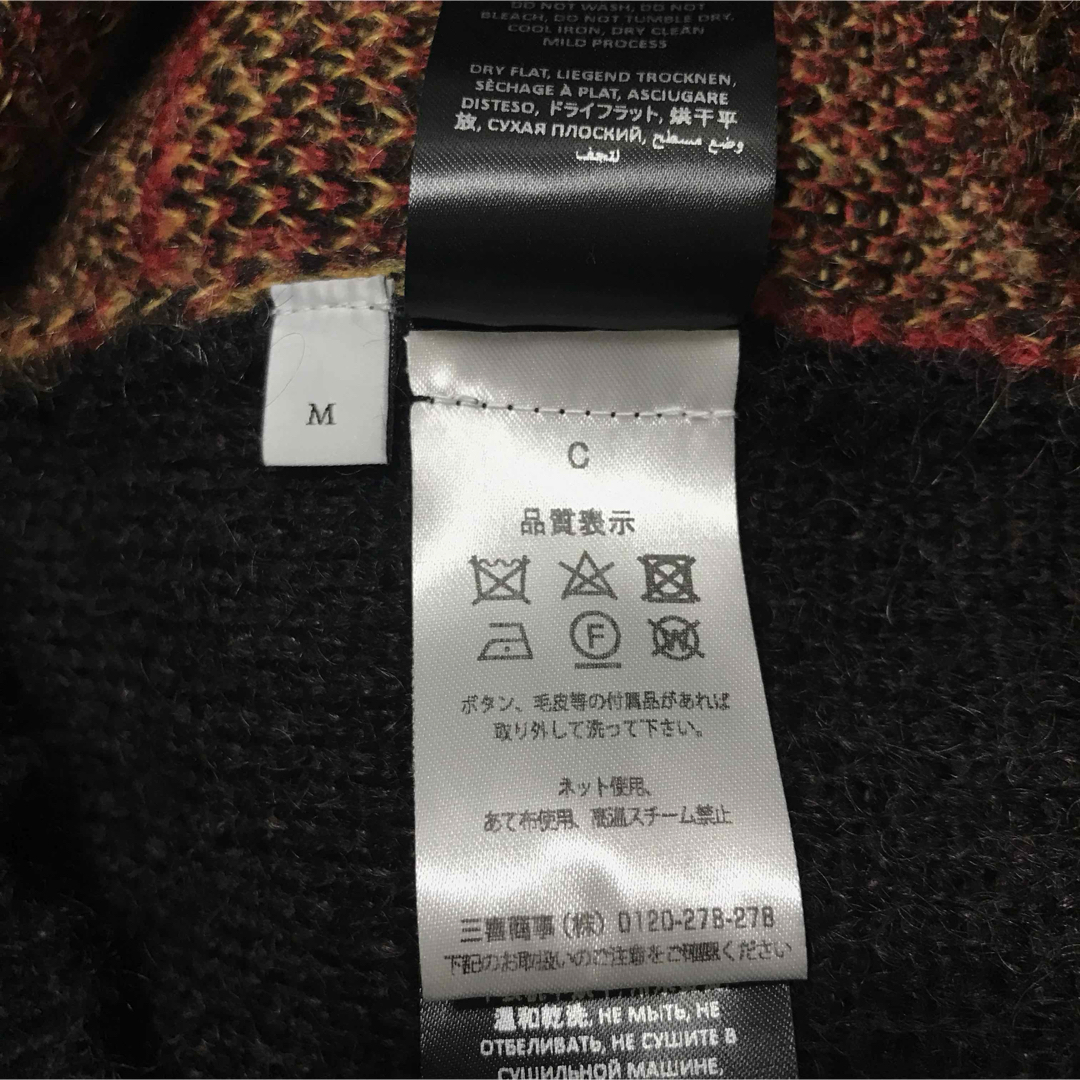 DO NOT WASH, DO NOT
BLEACH, DO NOT TUMBLE DRY,
COOL IRON, DRY CLEAN
MILD PROCESS
DRY FLAT, LIEGEND TROCKNEN,
SÈCHAGE À PLAT, ASCIUGARE
DISTESO, ドライフラット, 烘干平
放, СУХАЯ ПЛОСКИЙ, وضع مسطح
لتجف
M
C
品質表示
F
W
ボタン、毛皮等の付属品があれば
取り外して洗って下さい。
ネット使用、
あて布使用、高温スチーム禁止
三喜商事(株) 0120-278-278
下記のお取扱いのご注意をご確認ください
温和乾洗, НЕ МЫТЬ, НЕ
ОТБЕЛИВАТЬ, НЕ СУШИТЕ В
СУШИЛЬНОЙ МАШИНЕ,